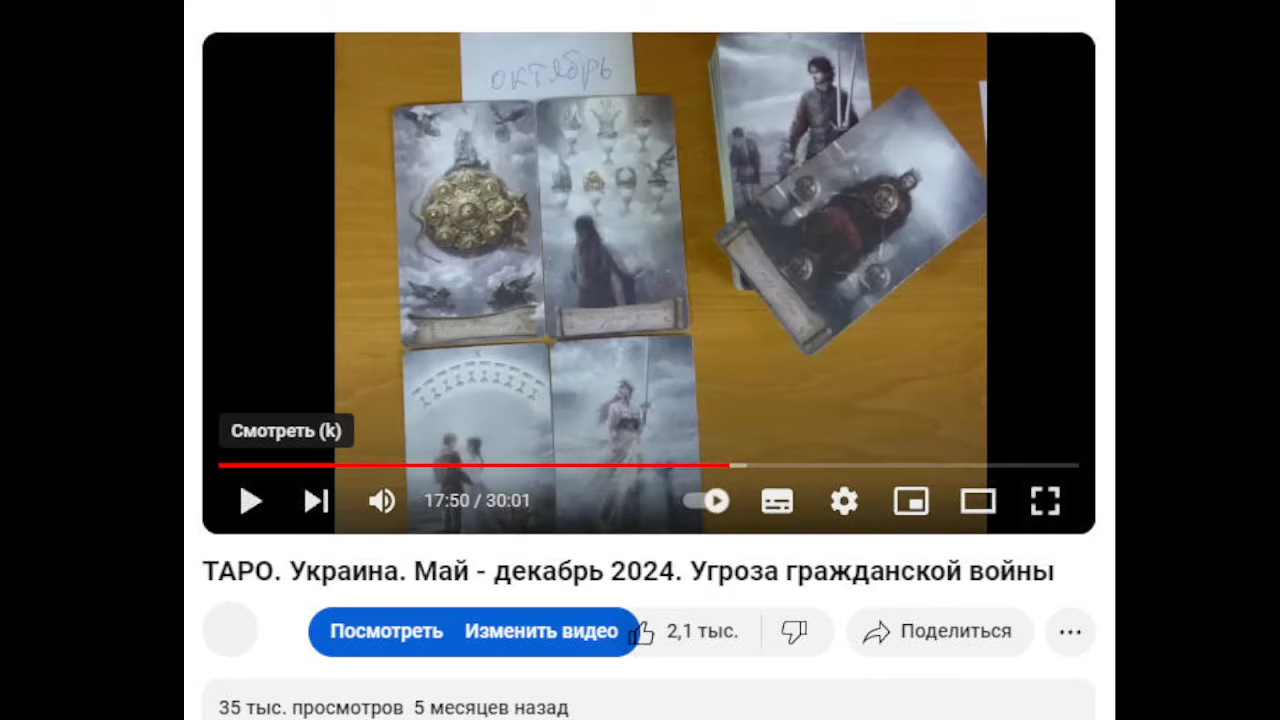 октябрь
Смотреть (k)
17:50 / 30:01
ТАРО. Украина. Май - декабрь 2024. Угроза гражданской войны
Посмотреть Изменить видео 2,1 тыс. Поделиться
35 тыс. просмотров 5 месяцев назад